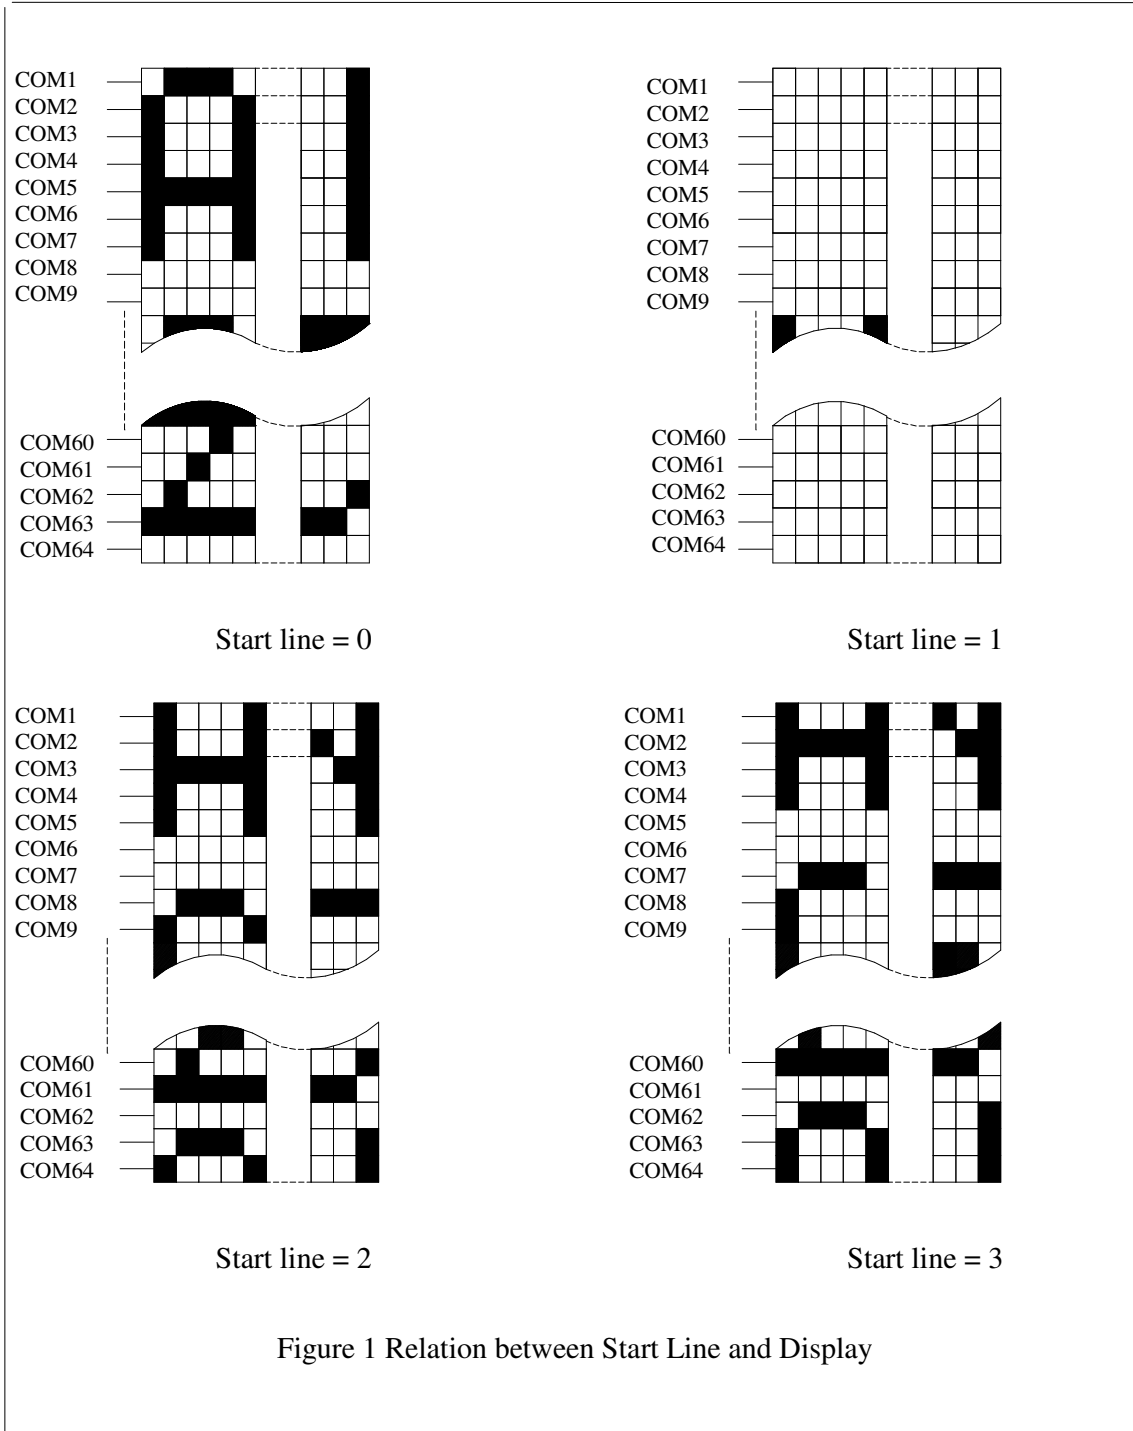 COM1
COM2
COM3
COM4
COM5
COM6
COM7
COM8
COM9
COM60
COM61
COM62
COM63
COM64
Start line = 0
COM1
COM2
COM3
COM4
COM5
COM6
COM7
COM8
COM9
COM60
COM61
COM62
COM63
COM64
Start line = 1
COM1
COM2
COM3
COM4
COM5
COM6
COM7
COM8
COM9
COM60
COM61
COM62
COM63
COM64
Start line = 2
COM1
COM2
COM3
COM4
COM5
COM6
COM7
COM8
COM9
COM60
COM61
COM62
COM63
COM64
Start line = 3
Figure 1 Relation between Start Line and Display